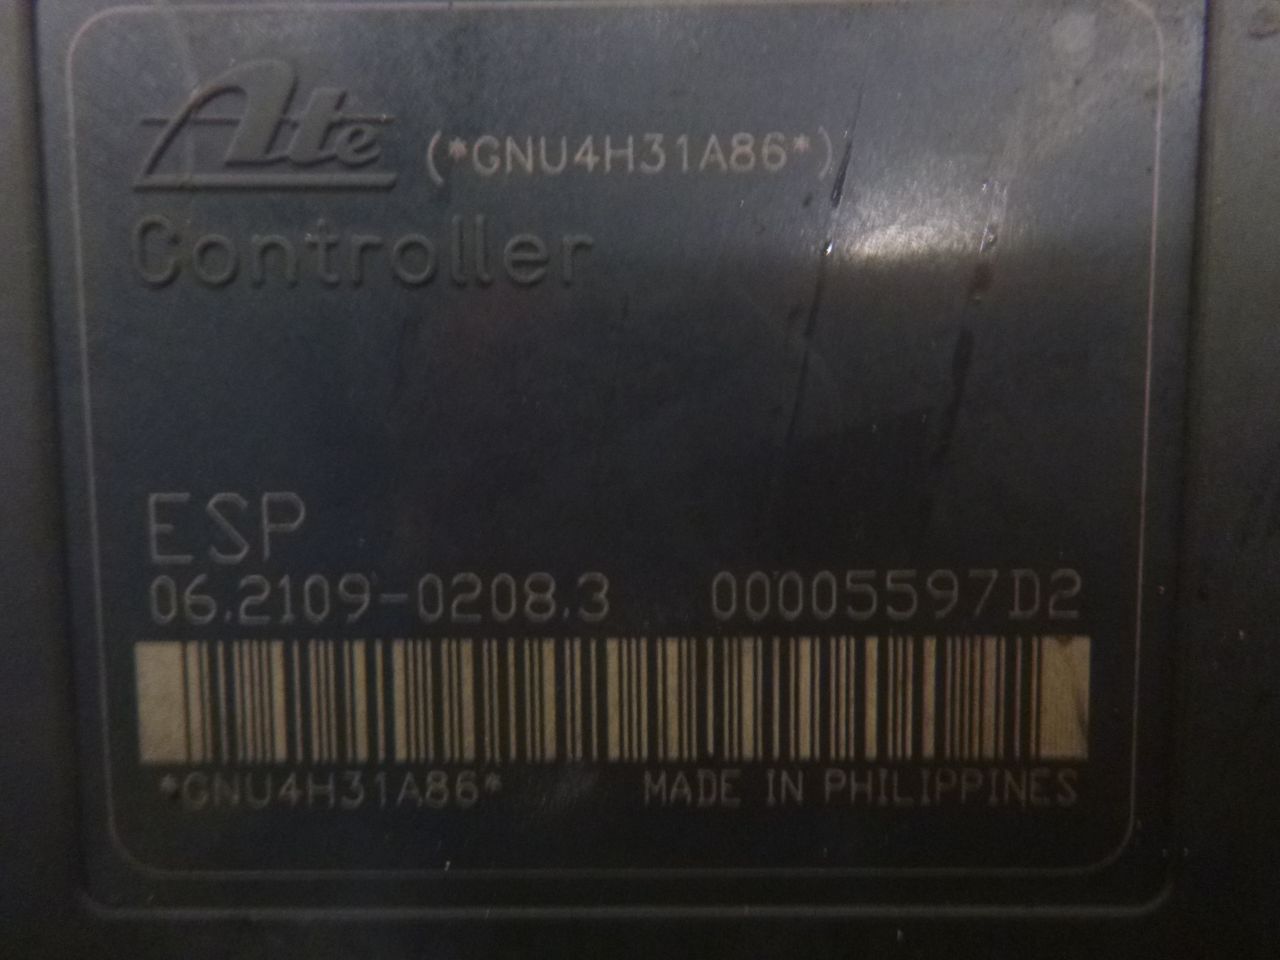 Ate (*GNU4H31A86*)
Controller
ESP
06.2109-0208.3 00005597D2
*GNU4H31A86* MADE IN PHILIPPINES